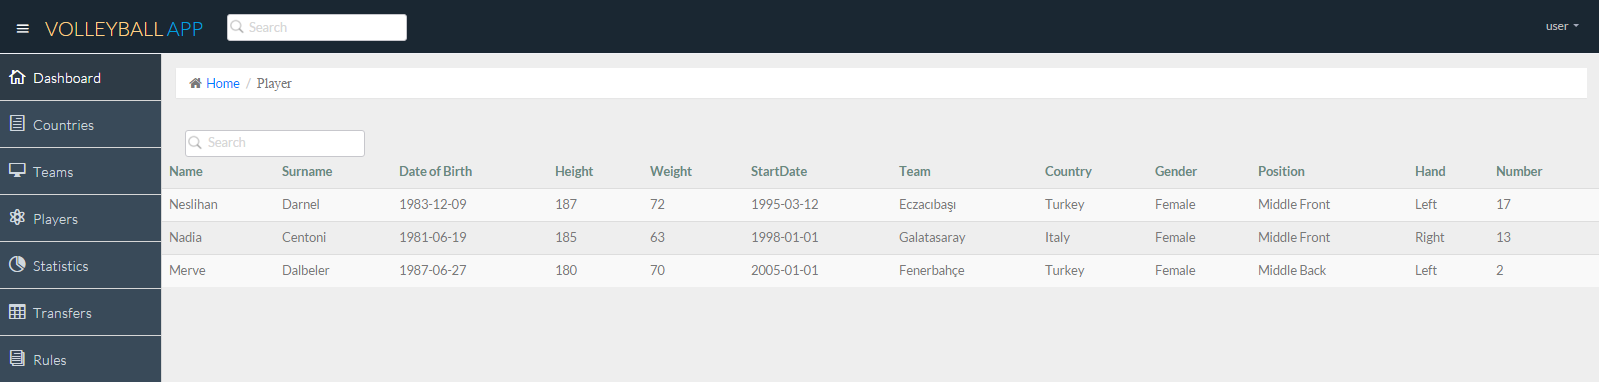 VOLLEYBALL APP Search user
Dashboard
Countries
Teams
Players
Statistics
Transfers
Rules
Home / Player
Search
Name Surname Date of Birth Height Weight StartDate Team Country Gender Position Hand Number
Neslihan Darnel 1983-12-09 187 72 1995-03-12 Eczacıbaşı Turkey Female Middle Front Left 17
Nadia Centoni 1981-06-19 185 63 1998-01-01 Galatasaray Italy Female Middle Front Right 13
Merve Dalbeler 1987-06-27 180 70 2005-01-01 Fenerbahçe Turkey Female Middle Back Left 2